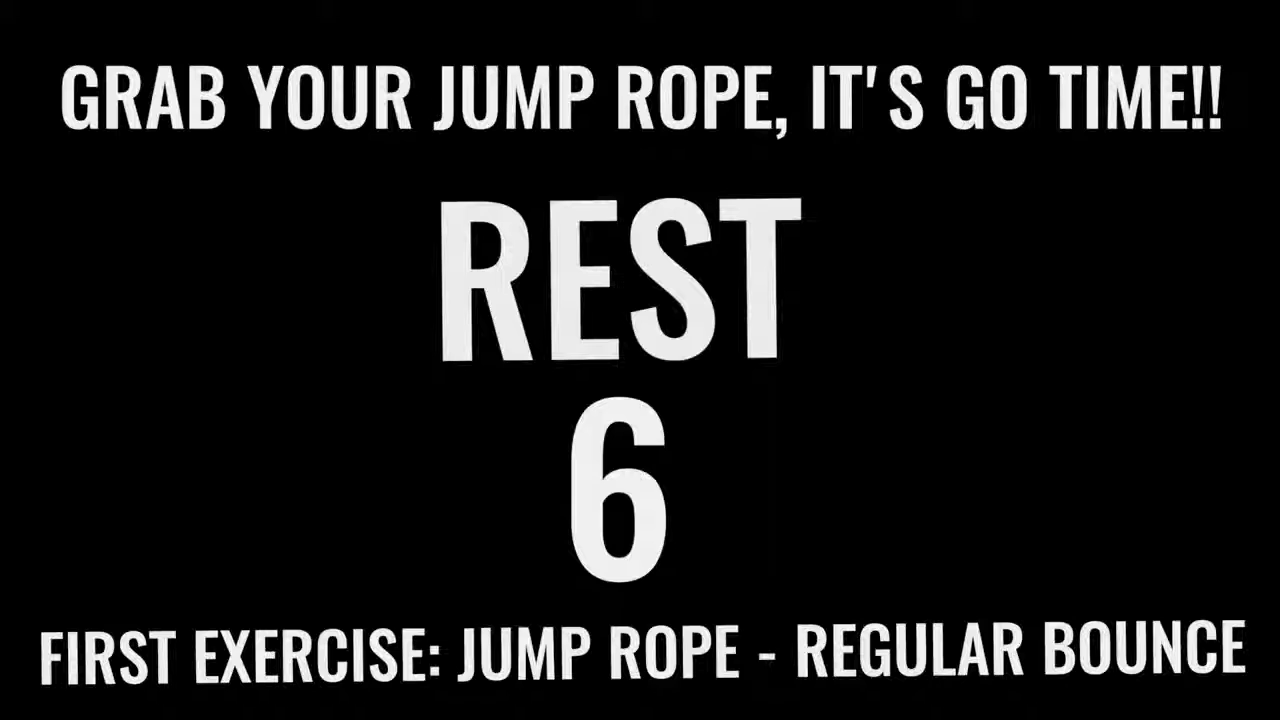 GRAB YOUR JUMP ROPE, IT'S GO TIME!!
REST
6
FIRST EXERCISE: JUMP ROPE - REGULAR BOUNCE